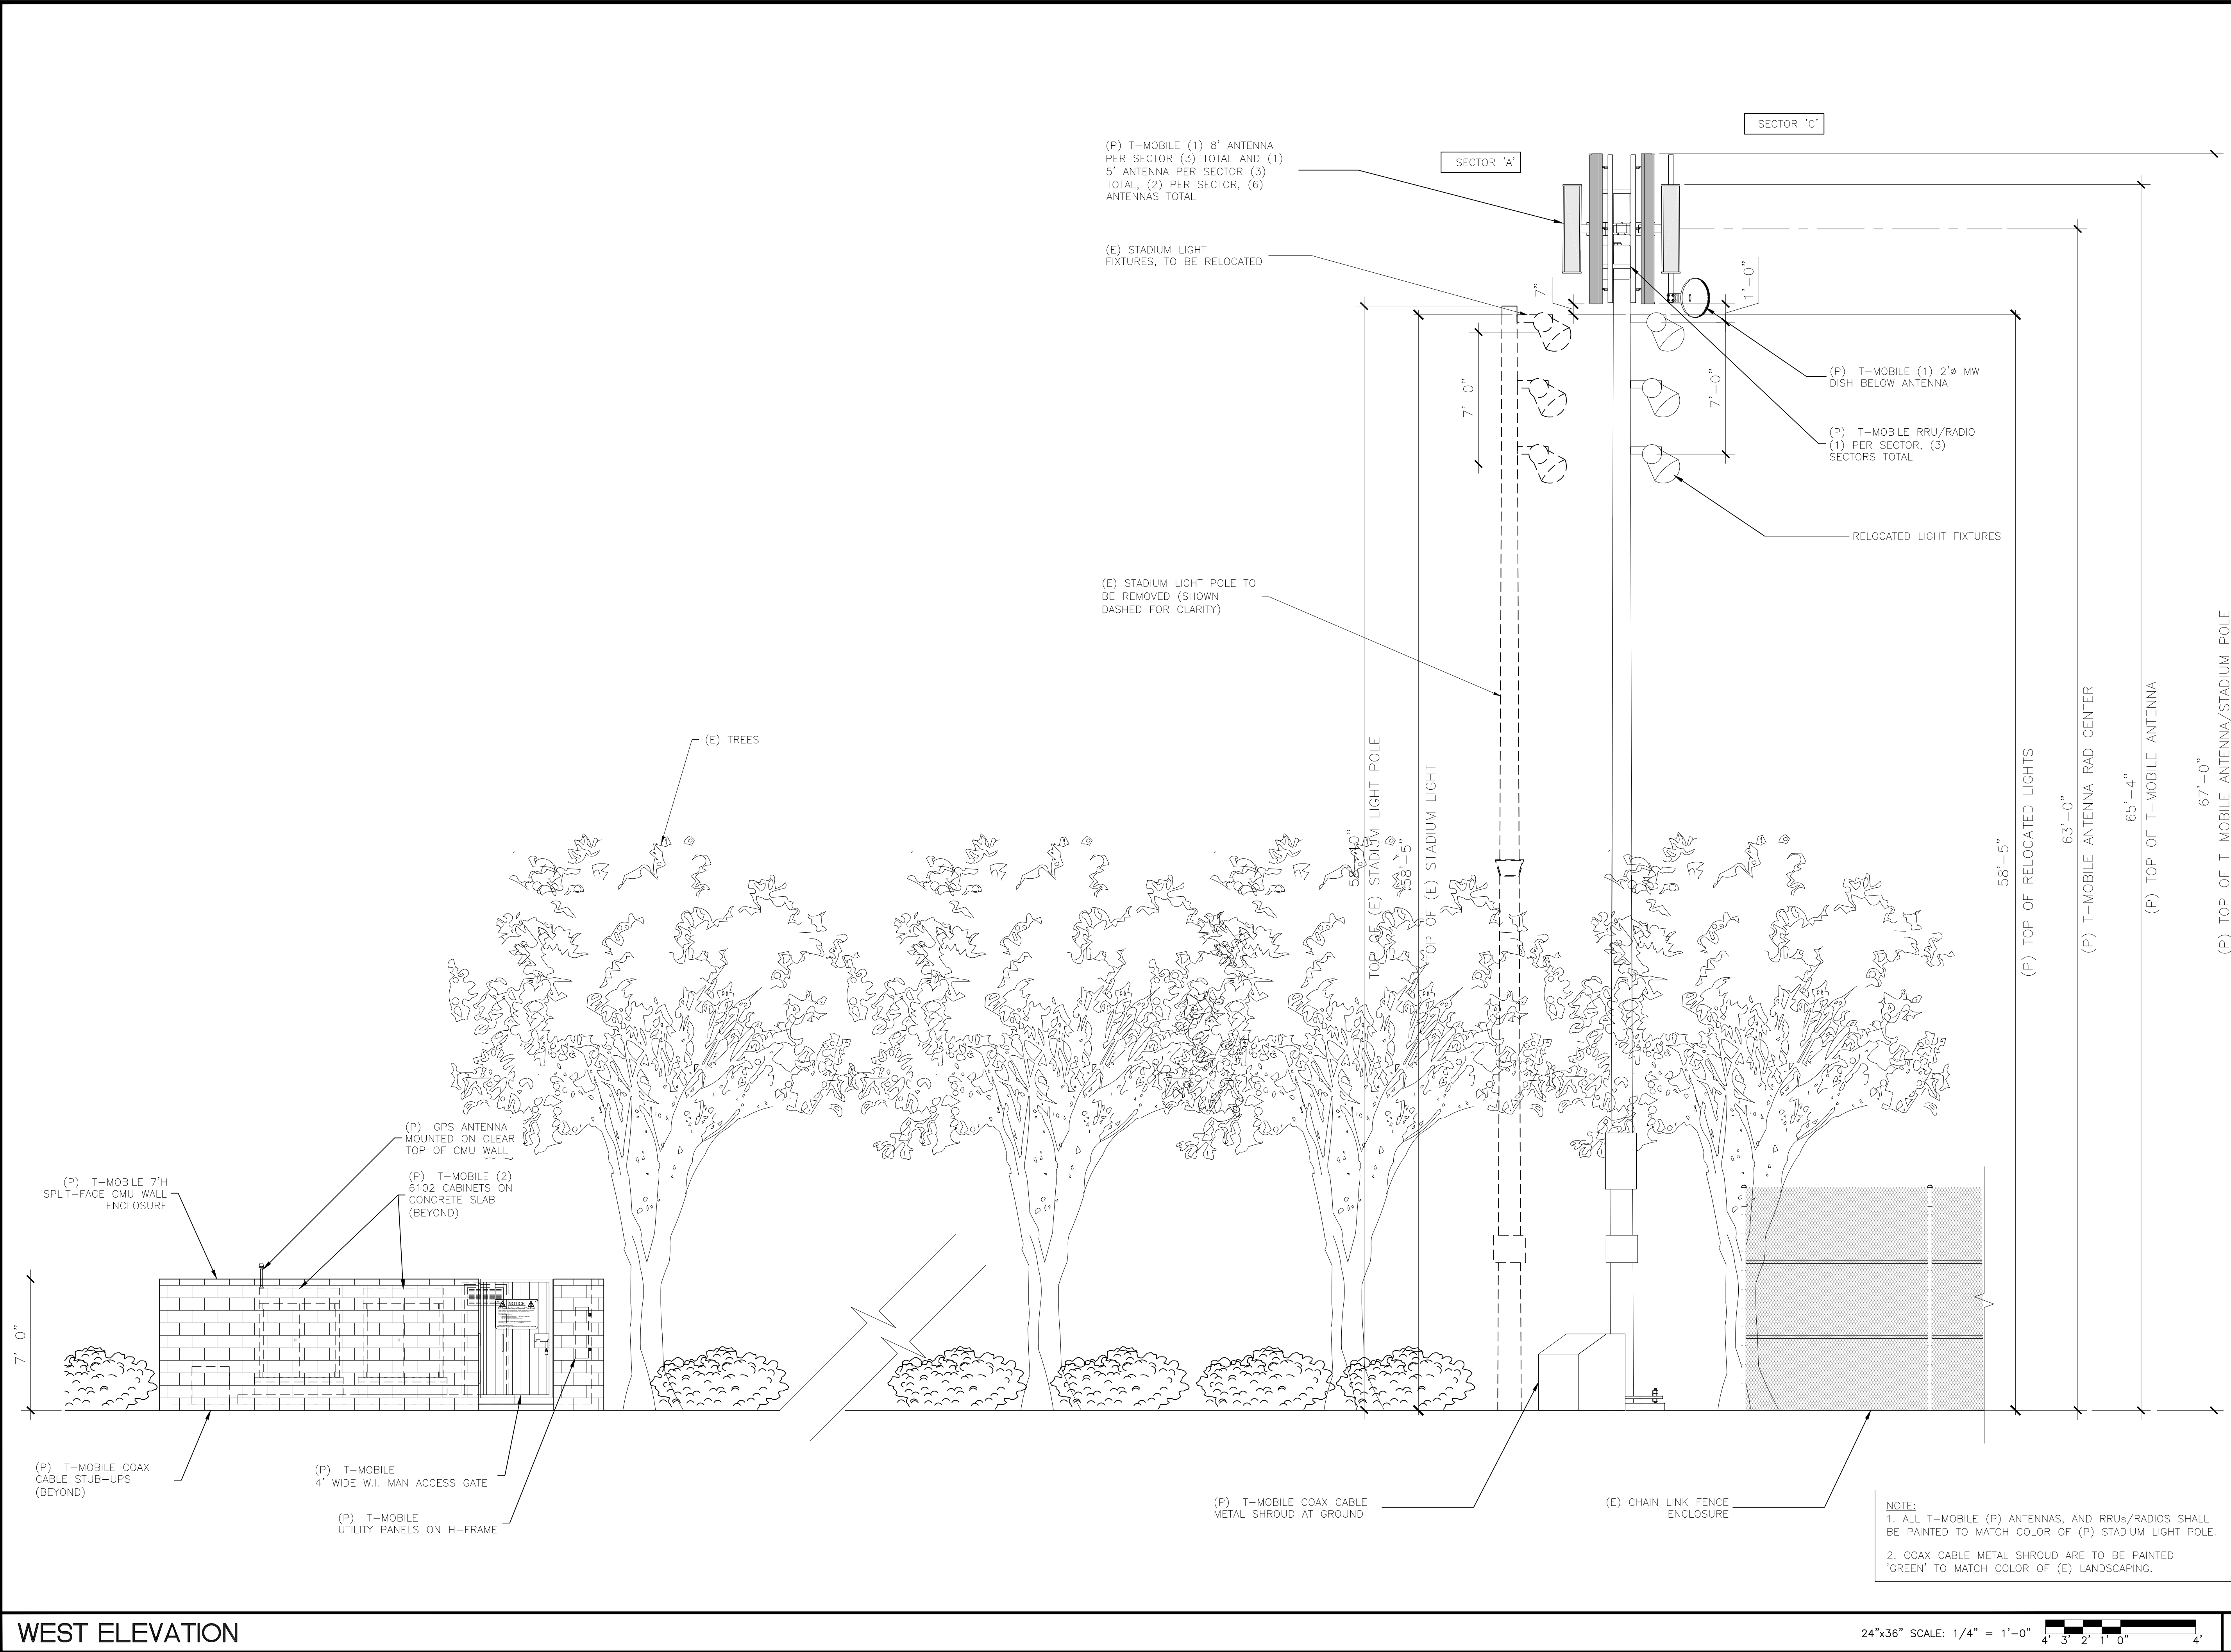 SECTOR 'C'
SECTOR 'A'
(P) T-MOBILE (1) 8' ANTENNA
PER SECTOR (3) TOTAL AND (1)
5' ANTENNA PER SECTOR (3)
TOTAL, (2) PER SECTOR, (6)
ANTENNAS TOTAL
(E) STADIUM LIGHT
FIXTURES, TO BE RELOCATED
7"
1'-0"
7'-0"
7'-0"
(P) T-MOBILE (1) 2'ø MW
DISH BELOW ANTENNA
(P) T-MOBILE RRU/RADIO
(1) PER SECTOR, (3)
SECTORS TOTAL
RELOCATED LIGHT FIXTURES
(E) STADIUM LIGHT POLE TO
BE REMOVED (SHOWN
DASHED FOR CLARITY)
(E) TREES
58'-10"
TOP OF (E) STADIUM LIGHT POLE
58'-5"
TOP OF (E) STADIUM LIGHT
58'-5"
(P) TOP OF RELOCATED LIGHTS
63'-0"
(P) T-MOBILE ANTENNA RAD CENTER
65'-4"
(P) TOP OF T-MOBILE ANTENNA
67'-0"
(P) TOP OF T-MOBILE ANTENNA/STADIUM POLE
(P) GPS ANTENNA
MOUNTED ON CLEAR
TOP OF CMU WALL
(P) T-MOBILE (2)
6102 CABINETS ON
CONCRETE SLAB
(BEYOND)
(P) T-MOBILE 7'H
SPLIT-FACE CMU WALL
ENCLOSURE
7'-0"
NOTICE
(P) T-MOBILE COAX
CABLE STUB-UPS
(BEYOND)
(P) T-MOBILE
4' WIDE W.I. MAN ACCESS GATE
(P) T-MOBILE
UTILITY PANELS ON H-FRAME
(P) T-MOBILE COAX CABLE
METAL SHROUD AT GROUND
(E) CHAIN LINK FENCE
ENCLOSURE
NOTE:
1. ALL T-MOBILE (P) ANTENNAS, AND RRUs/RADIOS SHALL
BE PAINTED TO MATCH COLOR OF (P) STADIUM LIGHT POLE.
2. COAX CABLE METAL SHROUD ARE TO BE PAINTED
'GREEN' TO MATCH COLOR OF (E) LANDSCAPING.
WEST ELEVATION
24"x36" SCALE: 1/4" = 1'-0"
4' 3' 2' 1' 0" 4'